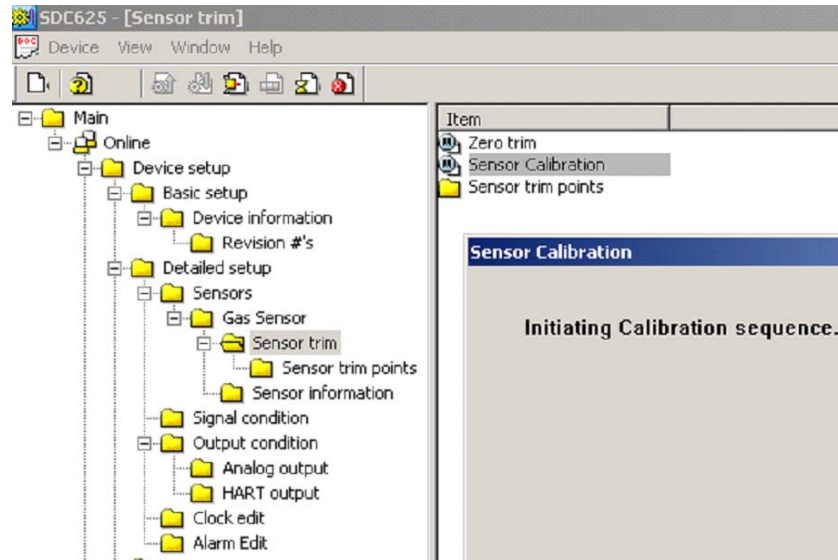 SDC625 - [Sensor trim]
Device View Window Help
Main
Online
Device setup
Basic setup
Device information
Revision #'s
Detailed setup
Sensors
Gas Sensor
Sensor trim
Sensor trim points
Sensor information
Signal condition
Output condition
Analog output
HART output
Clock edit
Alarm Edit
Item
Zero trim
Sensor Calibration
Sensor trim points
Sensor Calibration
Initiating Calibration sequence.